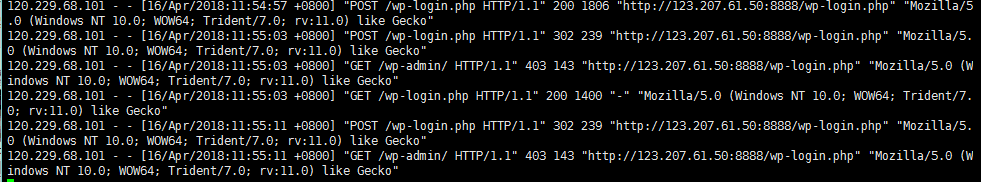 120.229.68.101 - - [16/Apr/2018:11:54:57 +0800] "POST /wp-login.php HTTP/1.1" 200 1806 "http://123.207.61.50:8888/wp-login.php" "Mozilla/5
.0 (Windows NT 10.0; WOW64; Trident/7.0; rv:11.0) like Gecko"
120.229.68.101 - - [16/Apr/2018:11:55:03 +0800] "POST /wp-login.php HTTP/1.1" 302 239 "http://123.207.61.50:8888/wp-login.php" "Mozilla/5.
0 (Windows NT 10.0; WOW64; Trident/7.0; rv:11.0) like Gecko"
120.229.68.101 - - [16/Apr/2018:11:55:03 +0800] "GET /wp-admin/ HTTP/1.1" 403 143 "http://123.207.61.50:8888/wp-login.php" "Mozilla/5.0 (W
indows NT 10.0; WOW64; Trident/7.0; rv:11.0) like Gecko"
120.229.68.101 - - [16/Apr/2018:11:55:03 +0800] "GET /wp-login.php HTTP/1.1" 200 1400 "-" "Mozilla/5.0 (Windows NT 10.0; WOW64; Trident/7.
0; rv:11.0) like Gecko"
120.229.68.101 - - [16/Apr/2018:11:55:11 +0800] "POST /wp-login.php HTTP/1.1" 302 239 "http://123.207.61.50:8888/wp-login.php" "Mozilla/5.
0 (Windows NT 10.0; WOW64; Trident/7.0; rv:11.0) like Gecko"
120.229.68.101 - - [16/Apr/2018:11:55:11 +0800] "GET /wp-admin/ HTTP/1.1" 403 143 "http://123.207.61.50:8888/wp-login.php" "Mozilla/5.0 (W
indows NT 10.0; WOW64; Trident/7.0; rv:11.0) like Gecko"